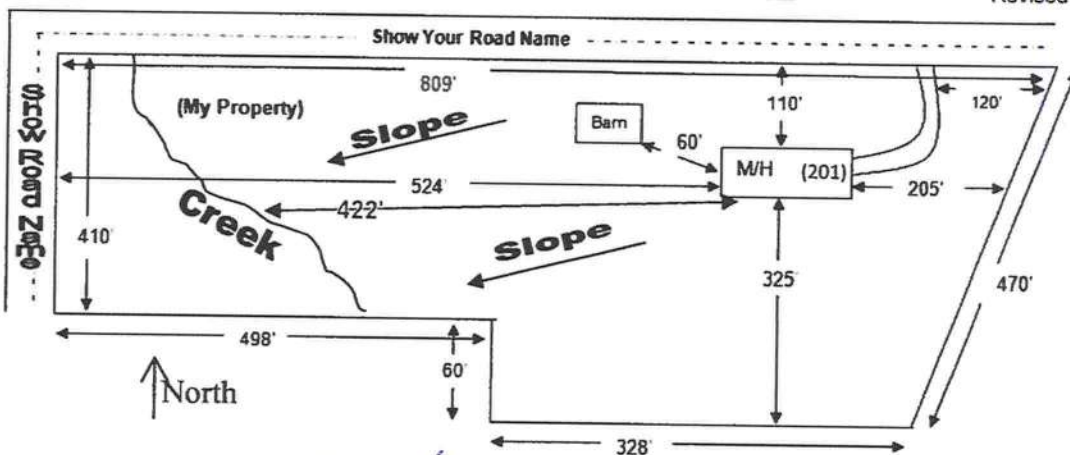 Revised
Show Your Road Name
Show Road Name
809'
(My Property)
Slope
Barn
110'
120'
60'
M/H (201)
524'
205'
422'
Creek
410'
Slope
325'
470'
498'
60'
North
328'